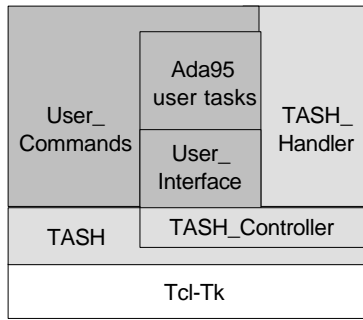 Ada95
user tasks
User_
Commands
TASH_
Handler
User_
Interface
TASH
TASH_Controller
Tcl-Tk